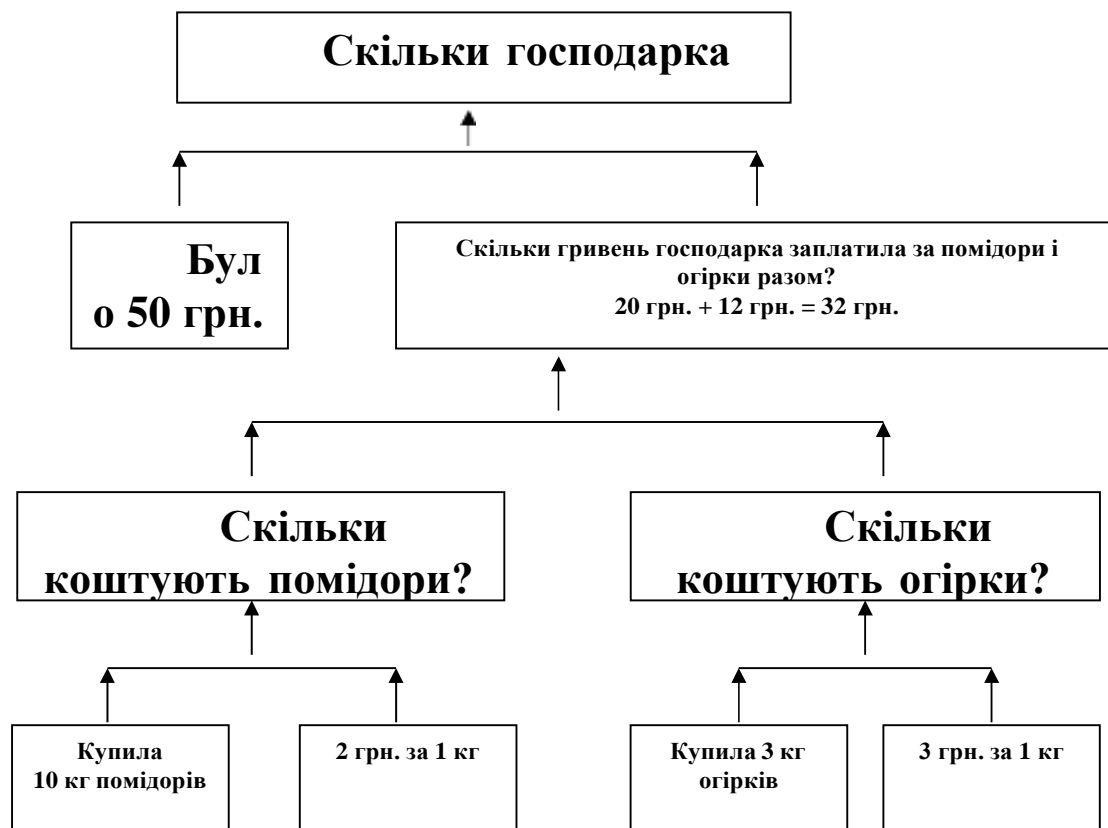 Скільки господарка
Бул
о 50 грн.
Скільки гривень господарка заплатила за помідори і
огірки разом?
20 грн. + 12 грн. = 32 грн.
Скільки
коштують помідори?
Скільки
коштують огірки?
Купила
10 кг помідорів
2 грн. за 1 кг
Купила 3 кг
огірків
3 грн. за 1 кг